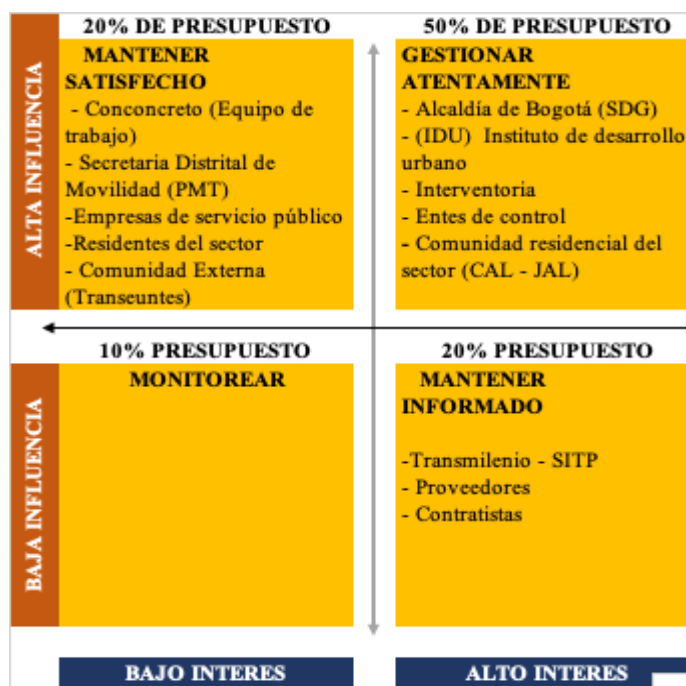 20% DE PRESUPUESTO
50% DE PRESUPUESTO
ALTA INFLUENCIA
MANTENER
SATISFECHO
- Conconcreto (Equipo de
trabajo)
- Secretaria Distrital de
Movilidad (PMT)
-Empresas de servicio público
-Residentes del sector
- Comunidad Externa
(Transeuntes)
GESTIONAR
ATENTAMENTE
- Alcaldía de Bogotá (SDG)
- (IDU) Instituto de desarrollo
urbano
- Interventoria
- Entes de control
- Comunidad residencial del
sector (CAL - JAL)
10% PRESUPUESTO
20% PRESUPUESTO
BAJA INFLUENCIA
MONITOREAR
MANTENER
INFORMADO
-Transmilenio - SITP
- Proveedores
- Contratistas
BAJO INTERES
ALTO INTERES